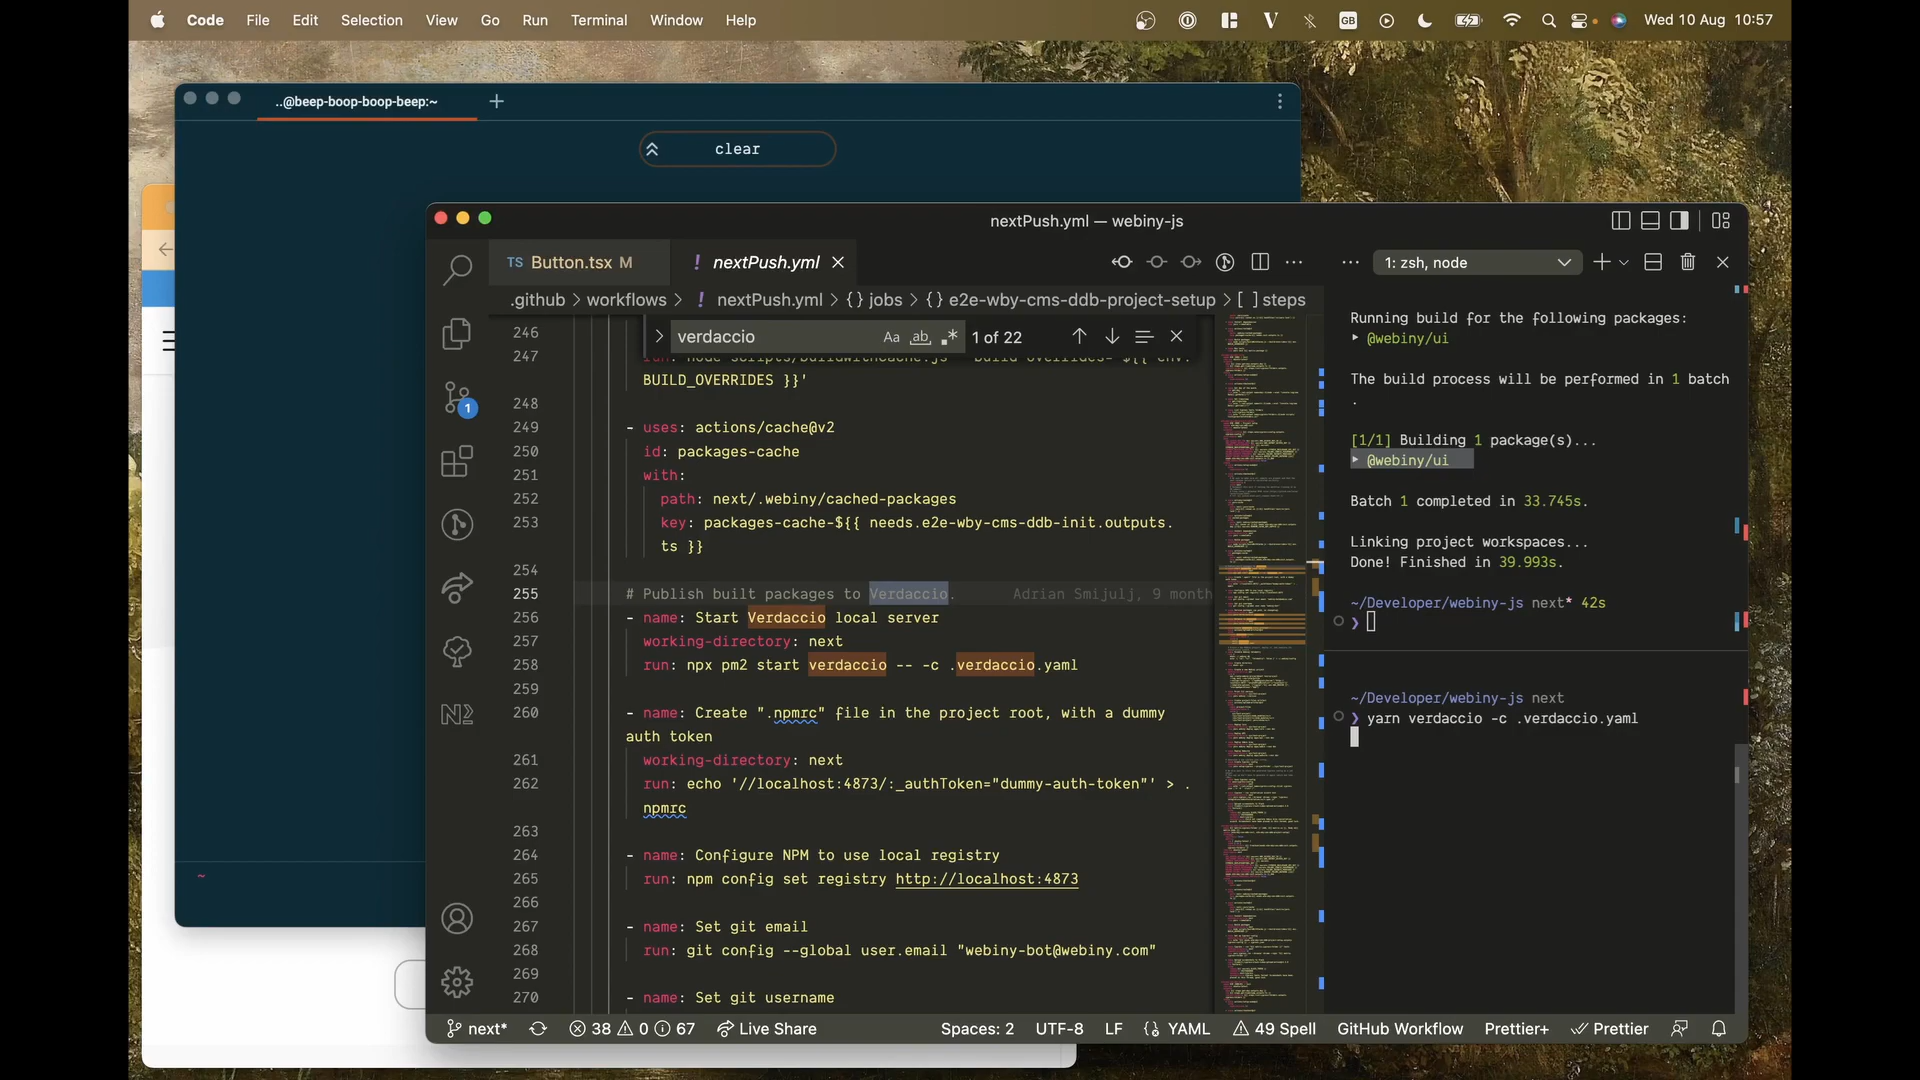 Code File Edit Selection View Go Run Terminal Window Help
GB
Wed 10 Aug 10:57
..@beep-boop-boop-beep:~
clear
~
nextPush.yml — webiny-js
TS Button.tsx M
! nextPush.yml
.github > workflows > ! nextPush.yml > {} jobs > {} e2e-wby-cms-ddb-project-setup > [ ] steps
verdaccio
Aa ab 1 of 22
246
247
BUILD_OVERRIDES }}'
248
249 - uses: actions/cache@v2
250 id: packages-cache
251 with:
252 path: next/.webiny/cached-packages
253 key: packages-cache-${{ needs.e2e-wby-cms-ddb-init.outputs.
ts }}
254
255 # Publish built packages to Verdaccio. Adrian Smijulj, 9 month
256 - name: Start Verdaccio local server
257 working-directory: next
258 run: npx pm2 start verdaccio -- -c .verdaccio.yaml
259
260 - name: Create ".npmrc" file in the project root, with a dummy
auth token
261 working-directory: next
262 run: echo '//localhost:4873/:_authToken="dummy-auth-token"' > .
npmrc
263
264 - name: Configure NPM to use local registry
265 run: npm config set registry http://localhost:4873
266
267 - name: Set git email
268 run: git config --global user.email "webiny-bot@webiny.com"
269
270 - name: Set git username
1: zsh, node
Running build for the following packages:
‣ @webiny/ui
The build process will be performed in 1 batch
.
[1/1] Building 1 package(s)...
‣ @webiny/ui
Batch 1 completed in 33.745s.
Linking project workspaces...
Done! Finished in 39.993s.
~/Developer/webiny-js next* 42s
❯
~/Developer/webiny-js next
❯ yarn verdaccio -c .verdaccio.yaml
1
next* 38 0 67 Live Share
Spaces: 2 UTF-8 LF YAML 49 Spell GitHub Workflow Prettier+ Prettier